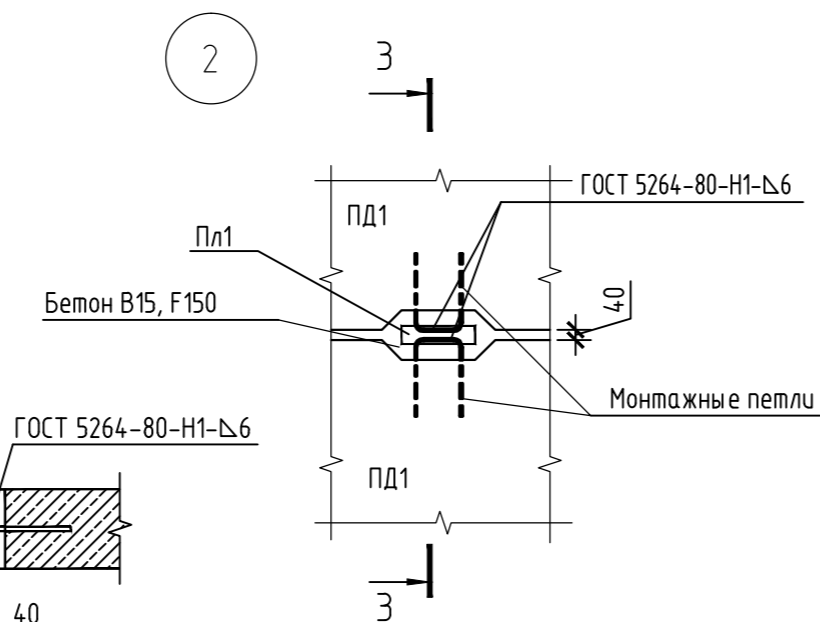 2
3
ГОСТ 5264-80-Н1-⊿6
ПД1
Пл1
Бетон В15, F150
40
Монтажные петли
ГОСТ 5264-80-Н1-⊿6
ПД1
40
3